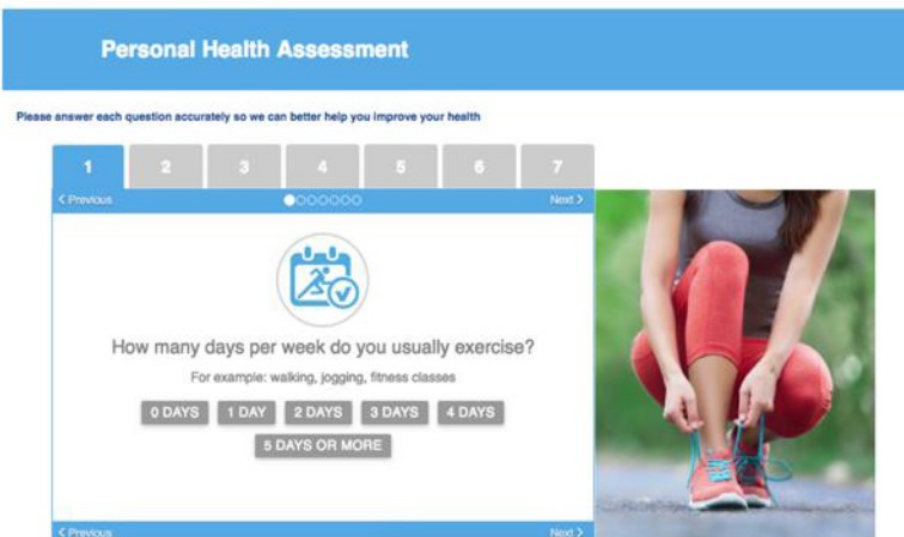 Personal Health Assessment
Please answer each question accurately so we can better help you improve your health
1 2 3 4 5 6 7
< Previous Next >
How many days per week do you usually exercise?
For example: walking, jogging, fitness classes
0 DAYS 1 DAY 2 DAYS 3 DAYS 4 DAYS
5 DAYS OR MORE
< Previous Next >